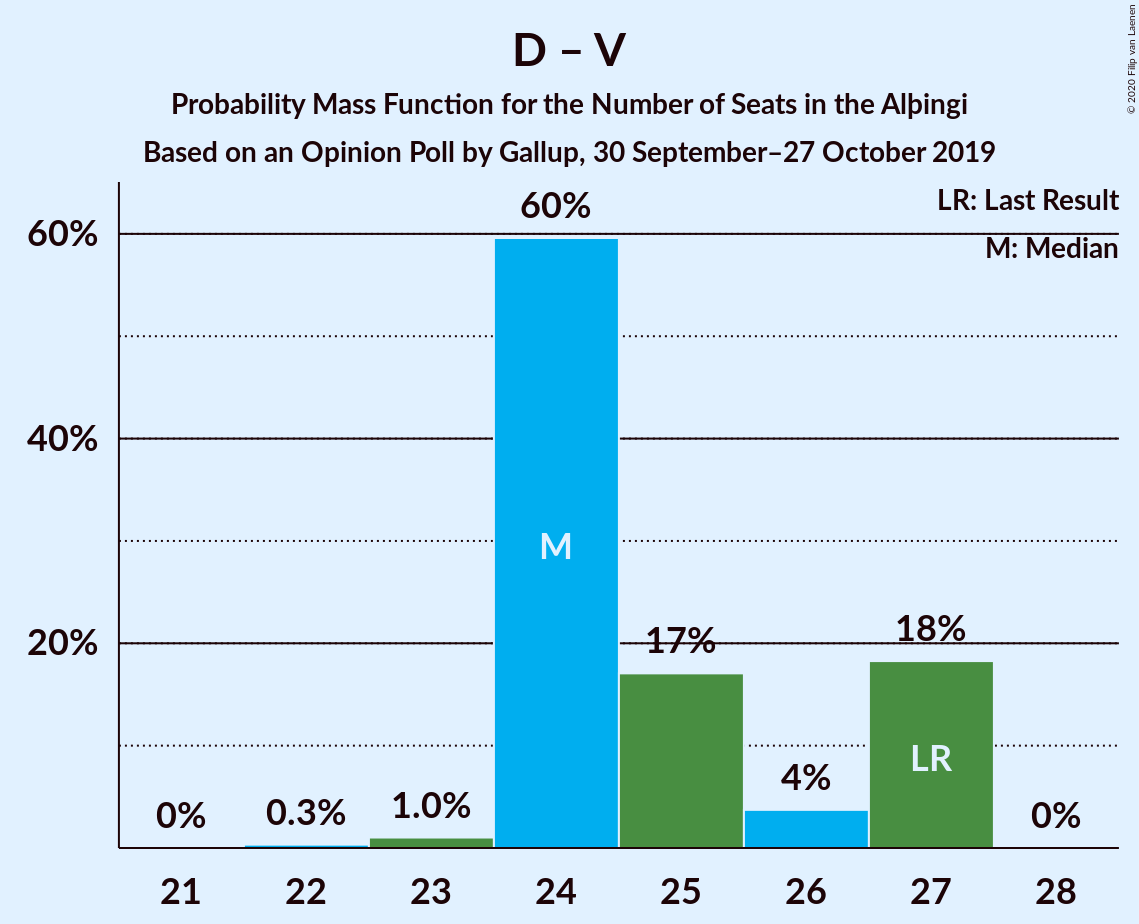 D – V
Probability Mass Function for the Number of Seats in the Alþingi
Based on an Opinion Poll by Gallup, 30 September–27 October 2019
© 2020 Filip van Laenen
LR: Last Result
M: Median
60%
40%
20%
0%
0.3%
1.0%
60%
17%
4%
18%
0%
M
LR
21 22 23 24 25 26 27 28